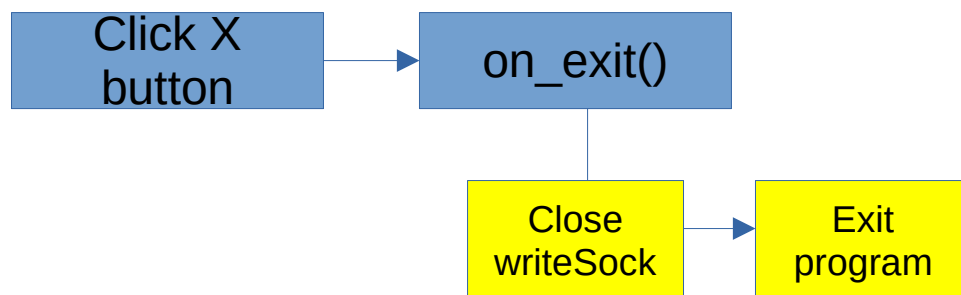 Click X
button
on_exit()
Close
writeSock
Exit
program